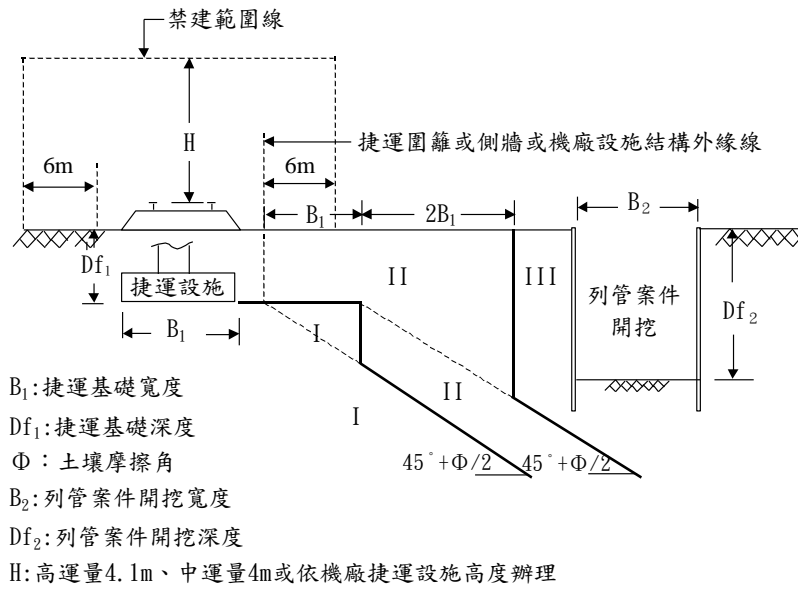 禁建範圍線
H
捷運圍籬或側牆或機廠設施結構外緣線
6m
6m
B₁
2B₁
B₂
Df₁
捷運設施
II
III
列管案件
開挖
Df₂
B₁
I
II
I
B₁:捷運基礎寬度
Df₁:捷運基礎深度
Φ：土壤摩擦角
45°+Φ/2
45°+Φ/2
B₂:列管案件開挖寬度
Df₂:列管案件開挖深度
H:高運量4.1m、中運量4m或依機廠捷運設施高度辦理